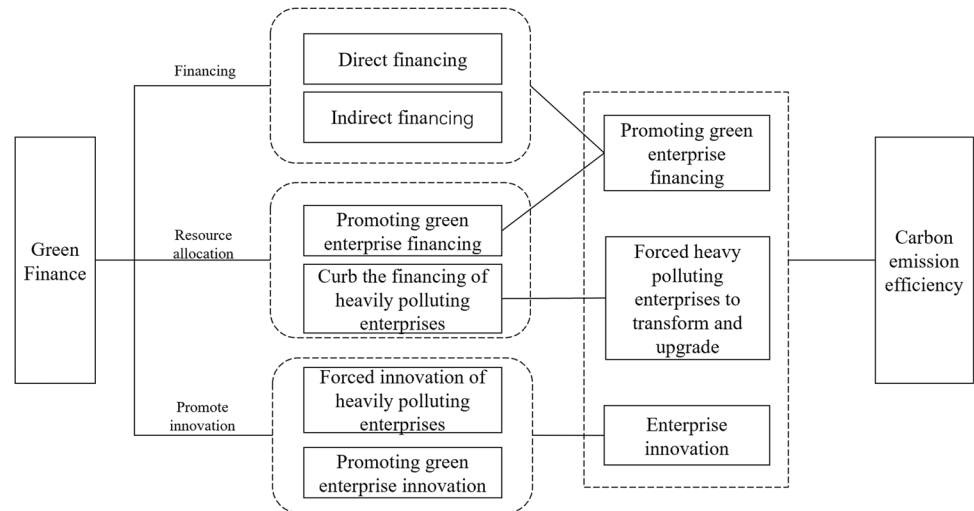 Green
Finance
Financing
Resource
allocation
Promote
innovation
Direct financing
Indirect financing
Promoting green
enterprise financing
Curb the financing of
heavily polluting
enterprises
Forced innovation of
heavily polluting
enterprises
Promoting green
enterprise innovation
Promoting green
enterprise
financing
Forced heavy
polluting
enterprises to
transform and
upgrade
Enterprise
innovation
Carbon
emission
efficiency